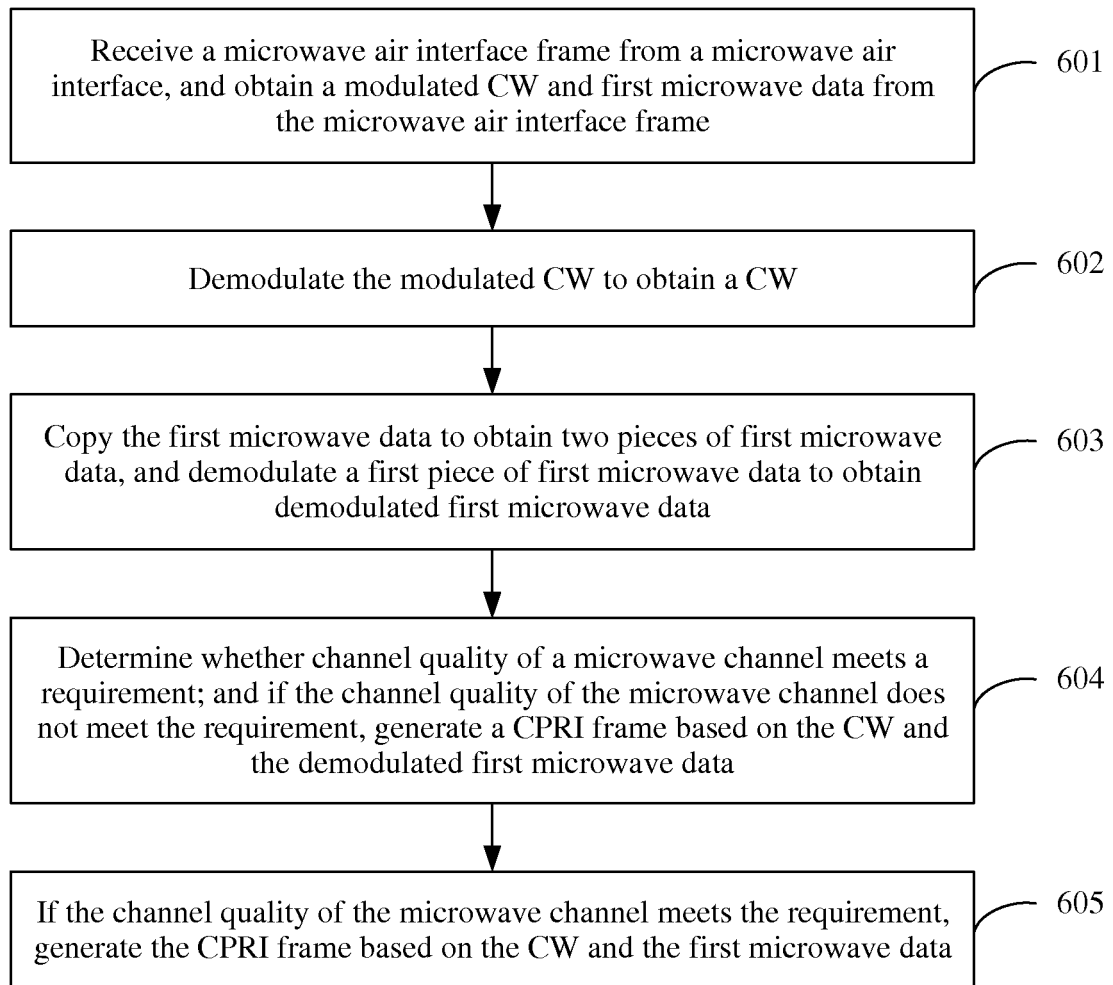 Receive a microwave air interface frame from a microwave air
interface, and obtain a modulated CW and first microwave data from
the microwave air interface frame
601
Demodulate the modulated CW to obtain a CW
602
Copy the first microwave data to obtain two pieces of first microwave
data, and demodulate a first piece of first microwave data to obtain
demodulated first microwave data
603
Determine whether channel quality of a microwave channel meets a
requirement; and if the channel quality of the microwave channel does
not meet the requirement, generate a CPRI frame based on the CW and
the demodulated first microwave data
604
If the channel quality of the microwave channel meets the requirement,
generate the CPRI frame based on the CW and the first microwave data
605